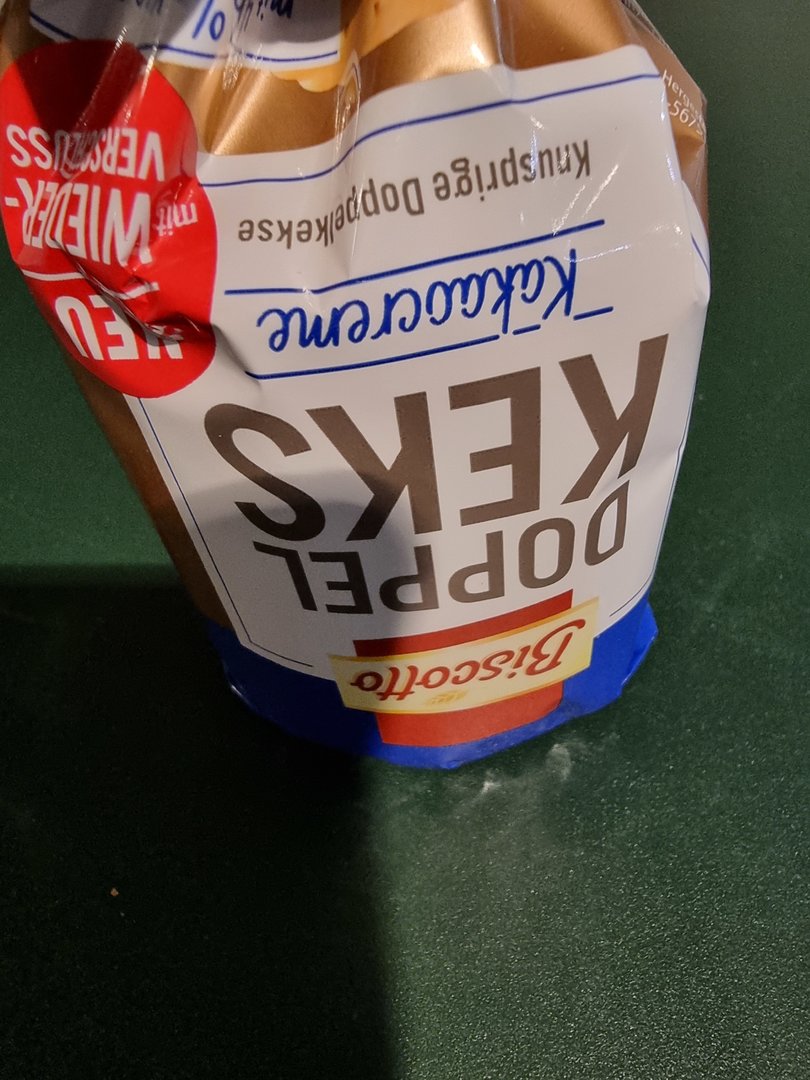 Biscotto
DOPPEL
KEKS
Kakaocreme
Knusprige Doppelkekse
NEU
mit
WIEDER-
VERSCHLUSS
%